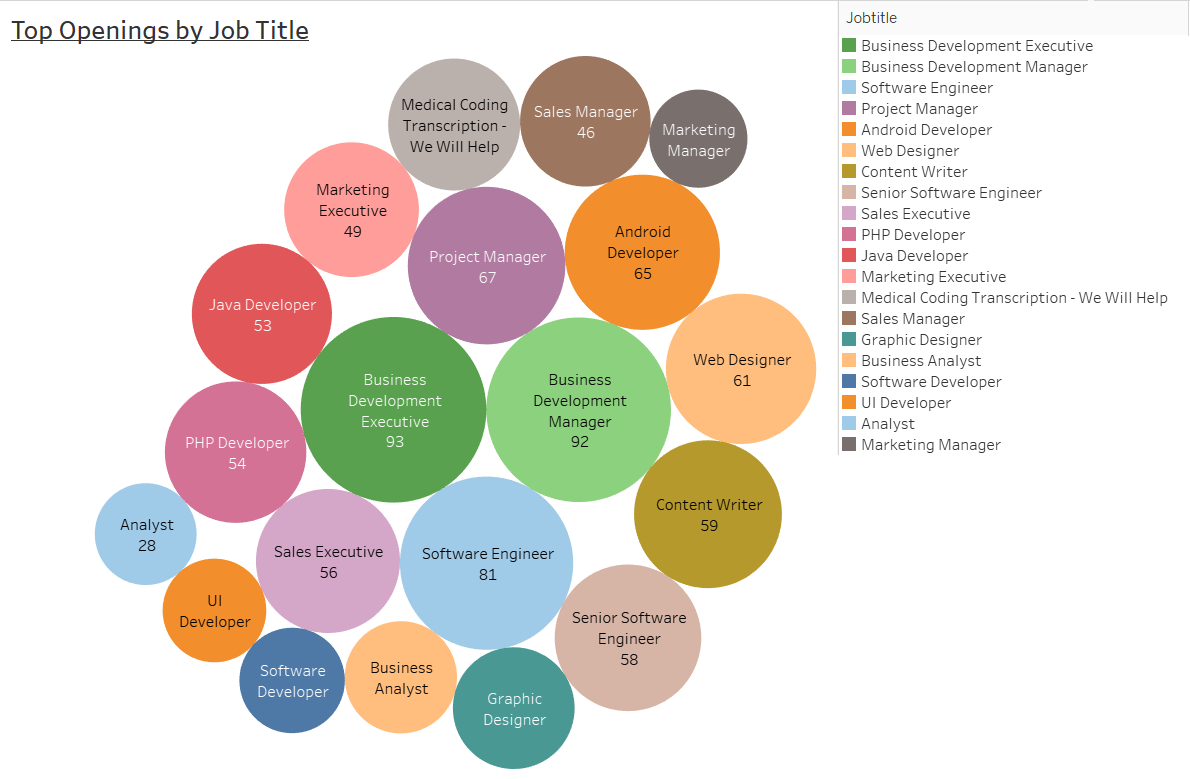 Top Openings by Job Title
Medical Coding
Transcription -
We Will Help
Sales Manager
46
Marketing
Manager
Marketing
Executive
49
Project Manager
67
Android
Developer
65
Java Developer
53
Web Designer
61
Business
Development
Executive
93
Business
Development
Manager
92
PHP Developer
54
Content Writer
59
Analyst
28
Sales Executive
56
Software Engineer
81
UI
Developer
Senior Software
Engineer
58
Software
Developer
Business
Analyst
Graphic
Designer
Jobtitle
Business Development Executive
Business Development Manager
Software Engineer
Project Manager
Android Developer
Web Designer
Content Writer
Senior Software Engineer
Sales Executive
PHP Developer
Java Developer
Marketing Executive
Medical Coding Transcription - We Will Help
Sales Manager
Graphic Designer
Business Analyst
Software Developer
UI Developer
Analyst
Marketing Manager